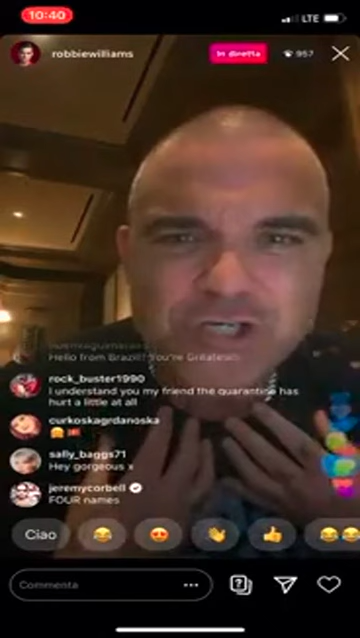 10:40
LTE
robbiewilliams
In diretta
957
Hello from Brazil? You're Greatesttt
rock_buster1990
I understand you my friend the quarantine has
hurt a little at all
curkoskagrdanoska
sally_baggs71
Hey gorgeous x
jeremycorbell
FOUR names
Ciao
Commenta